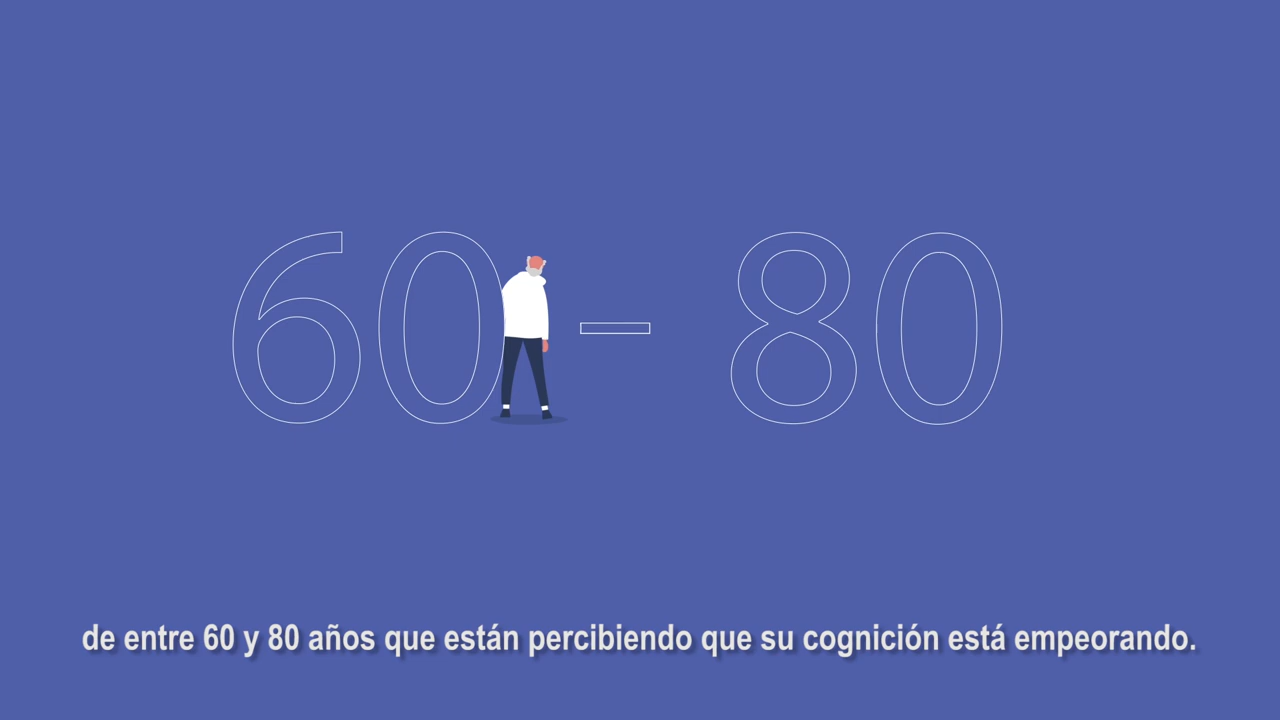 60 – 80
de entre 60 y 80 años que están percibiendo que su cognición está empeorando.